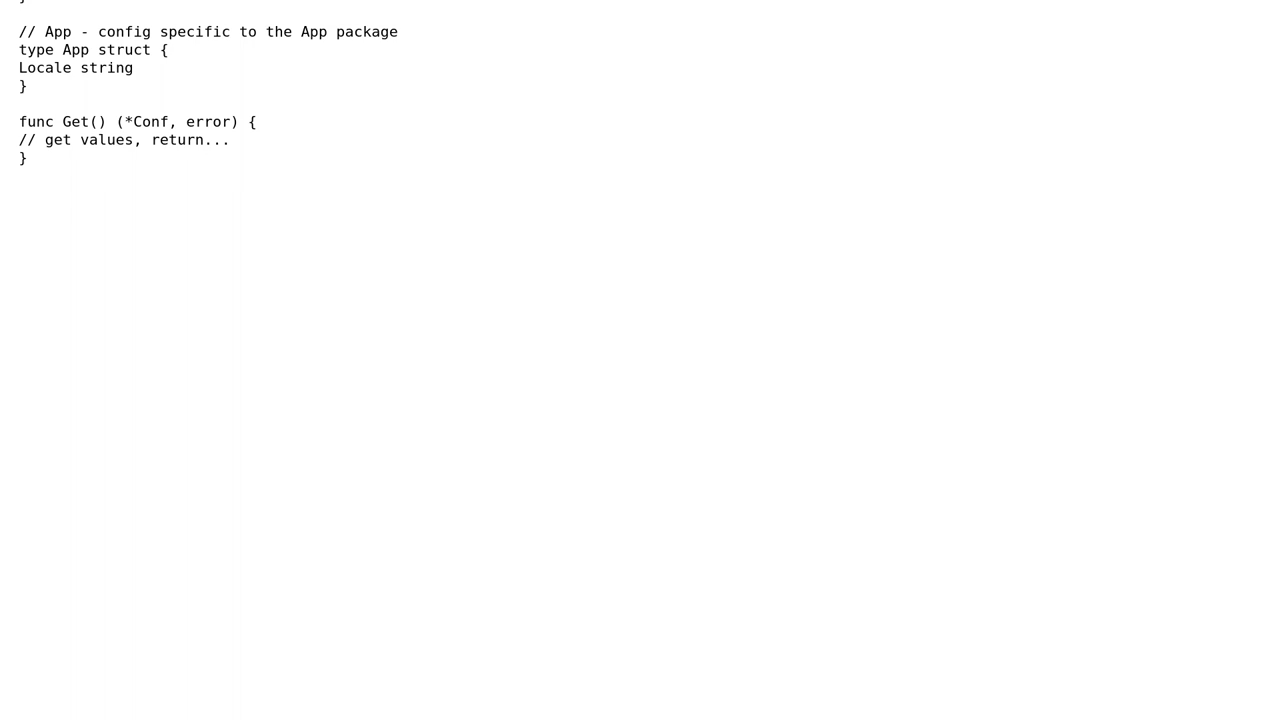 }
// App - config specific to the App package
type App struct {
Locale string
}
func Get() (*Conf, error) {
// get values, return...
}